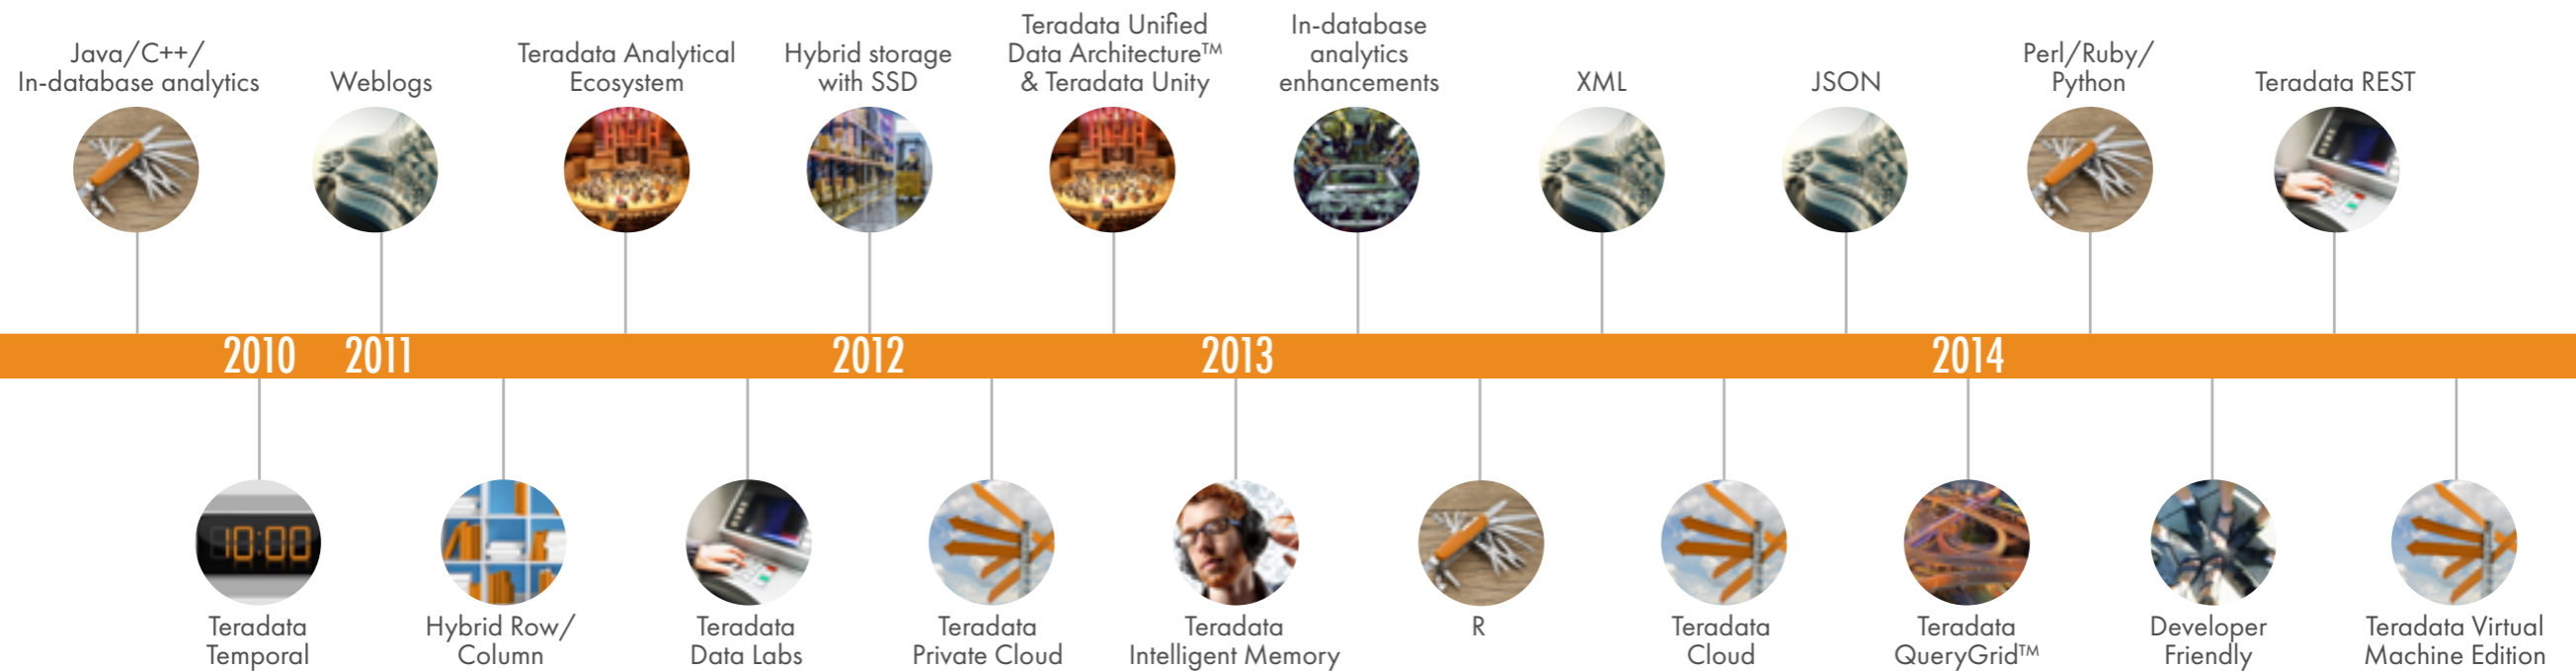 Java/C++/
In-database analytics
Weblogs
Teradata Analytical
Ecosystem
Hybrid storage
with SSD
Teradata Unified
Data Architecture™
& Teradata Unity
In-database
analytics
enhancements
XML
JSON
Perl/Ruby/
Python
Teradata REST
2010
2011
2012
2013
2014
10:00
Teradata
Temporal
Hybrid Row/
Column
Teradata
Data Labs
Teradata
Private Cloud
Teradata
Intelligent Memory
R
Teradata
Cloud
Teradata
QueryGrid™
Developer
Friendly
Teradata Virtual
Machine Edition